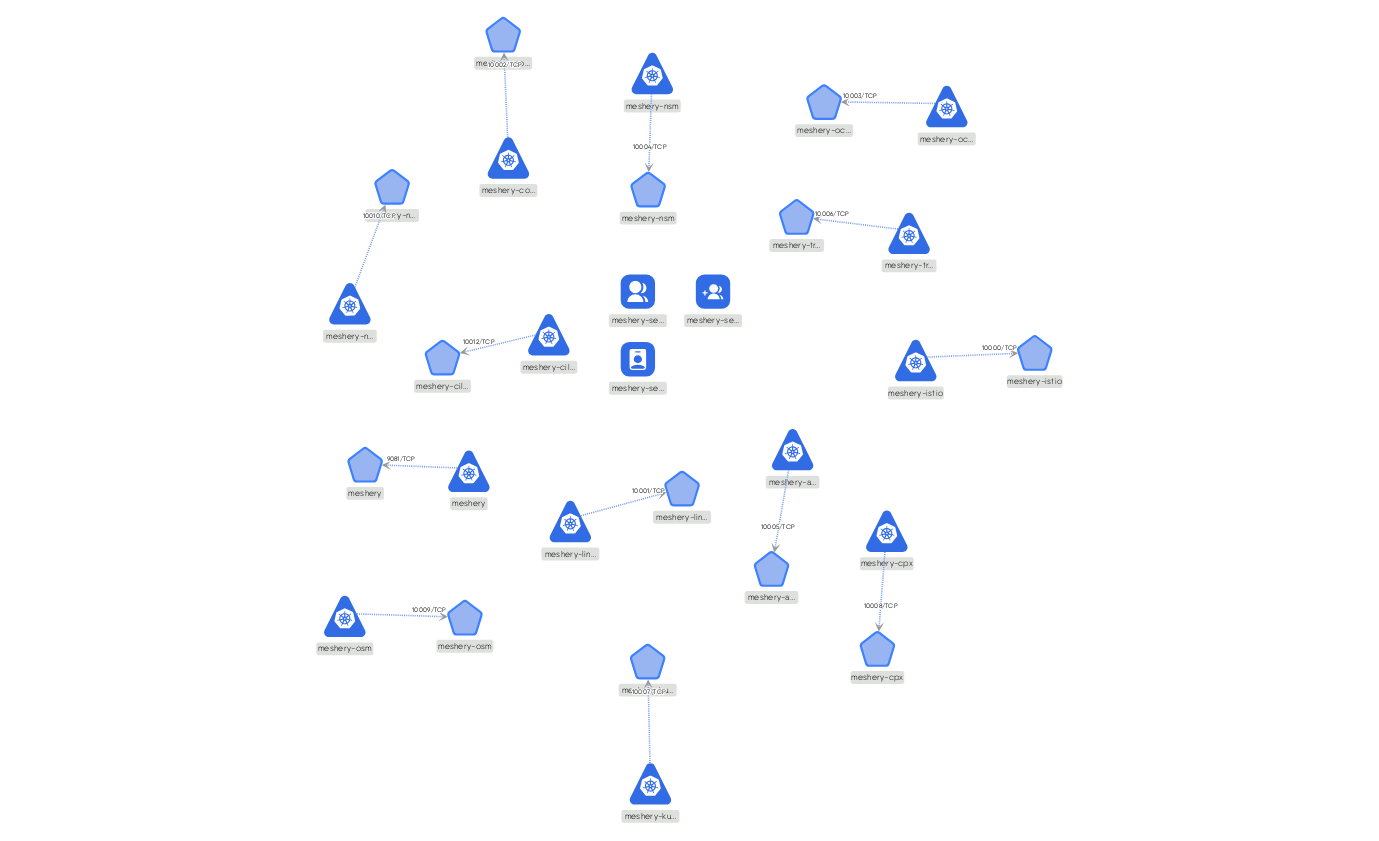 10002/TCP
meshery-co...
meshery-nsm
10004/TCP
meshery-nsm
10003/TCP
meshery-oc...
meshery-oc...
10010/TCP
meshery-n...
10006/TCP
meshery-tr...
meshery-tr...
meshery-se...
meshery-se...
meshery-se...
10012/TCP
meshery-cil...
meshery-cil...
10000/TCP
meshery-istio
meshery-istio
9081/TCP
meshery
meshery
10001/TCP
meshery-lin...
meshery-lin...
meshery-a...
10005/TCP
meshery-a...
meshery-cpx
10008/TCP
meshery-cpx
10009/TCP
meshery-osm
meshery-osm
10007/TCP
meshery-ku...